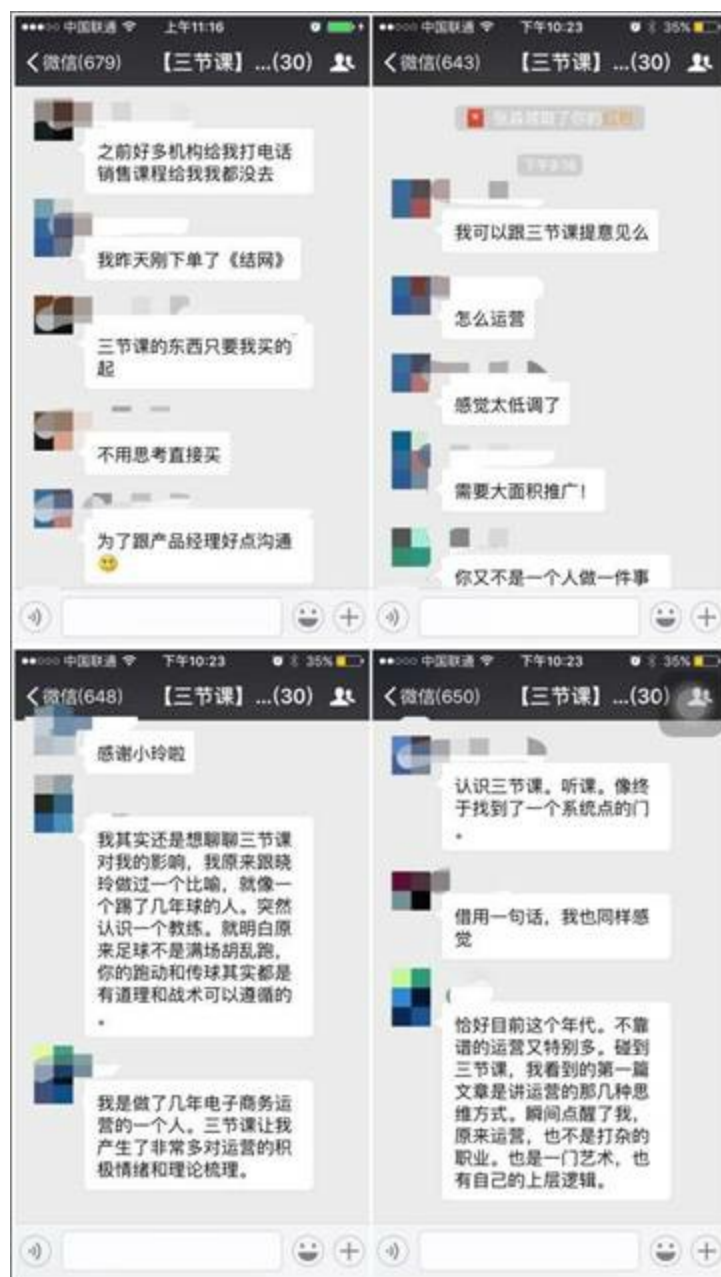 中国联通
上午11:16
微信(679)
【三节课】...(30)
之前好多机构给我打电话
销售课程给我我都没去
我昨天刚下单了《结网》
三节课的东西只要我买的
起
不用思考直接买
为了跟产品经理好点沟通
中国联通
下午10:23
35%
微信(643)
【三节课】...(30)
我可以跟三节课提意见么
怎么运营
感觉太低调了
需要大面积推广!
你又不是一个人做一件事
中国联通
下午10:23
35%
微信(648)
【三节课】...(30)
感谢小玲啦
我其实还是想聊聊三节课
对我的影响,我原来跟晓
玲做过一个比喻,就像一
个踢了几年球的人。突然
认识一个教练。就明白原
来足球不是满场胡乱跑,
你的跑动和传球其实都是
有道理和战术可以遵循的
。
我是做了几年电子商务运
营的一个人。三节课让我
产生了非常多对运营的积
极情绪和理论梳理。
中国联通
下午10:23
35%
微信(650)
【三节课】...(30)
认识三节课。听课。像终
于找到了一个系统点的门
。
借用一句话,我也同样感
觉
恰好目前这个年代。不靠
谱的运营又特别多。碰到
三节课,我看到的第一篇
文章是讲运营的那几种思
维方式。瞬间点醒了我,
原来运营,也不是打杂的
职业。也是一门艺术,也
有自己的上层逻辑。